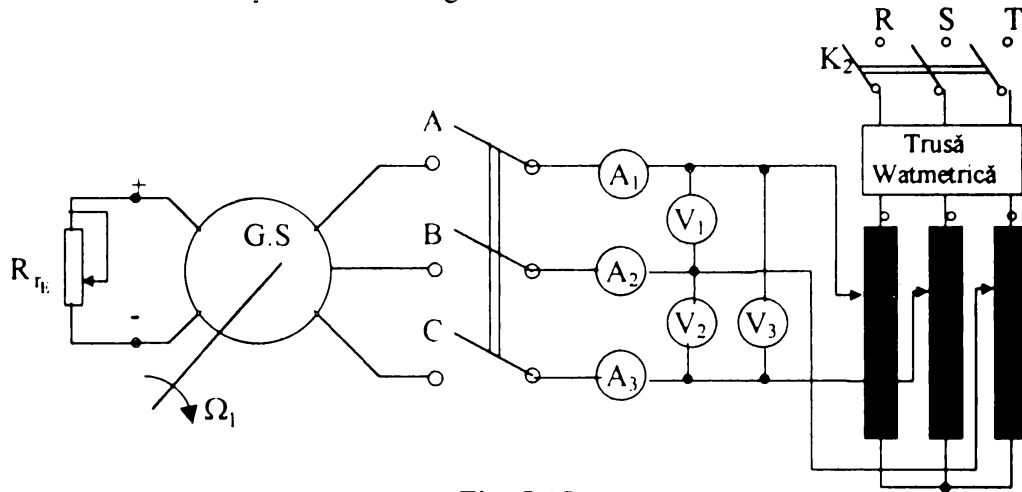 R S T
K2
Trusă
Watmetrică
A
A1
V1
+
G.S
B
RrE
A2
V2
V3
-
C
A3
Ω1